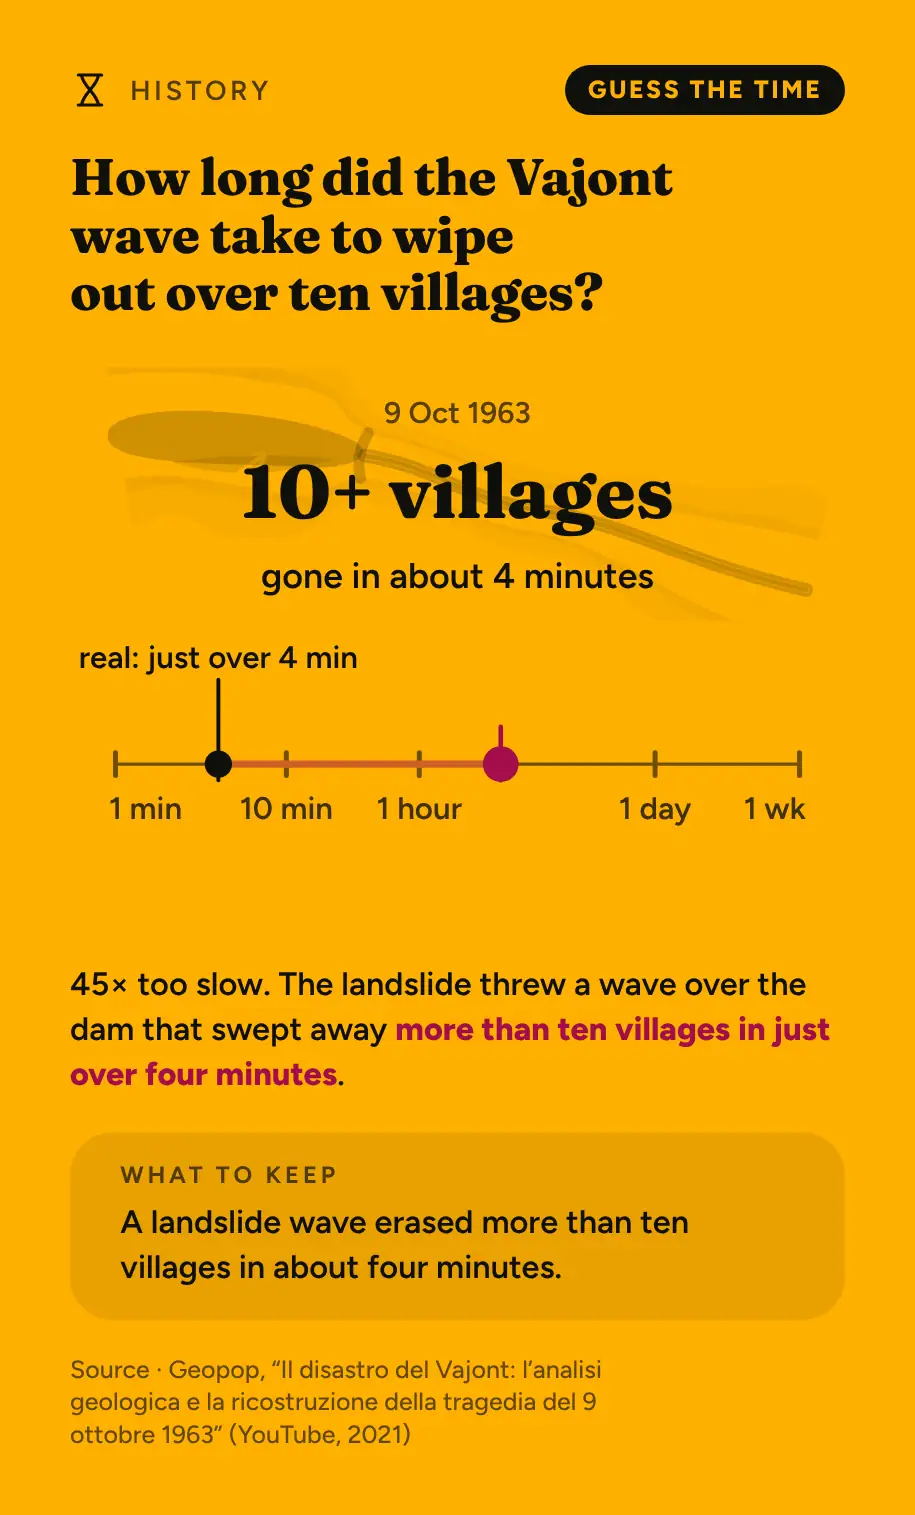 HISTORY
GUESS THE TIME
How long did the Vajont
wave take to wipe
out over ten villages?
9 Oct 1963
10+ villages
gone in about 4 minutes
real: just over 4 min
1 min
10 min
1 hour
1 day
1 wk
45× too slow. The landslide threw a wave over the
dam that swept away more than ten villages in just
over four minutes.
WHAT TO KEEP
A landslide wave erased more than ten
villages in about four minutes.
Source · Geopop, “Il disastro del Vajont: l’analisi
geologica e la ricostruzione della tragedia del 9
ottobre 1963” (YouTube, 2021)